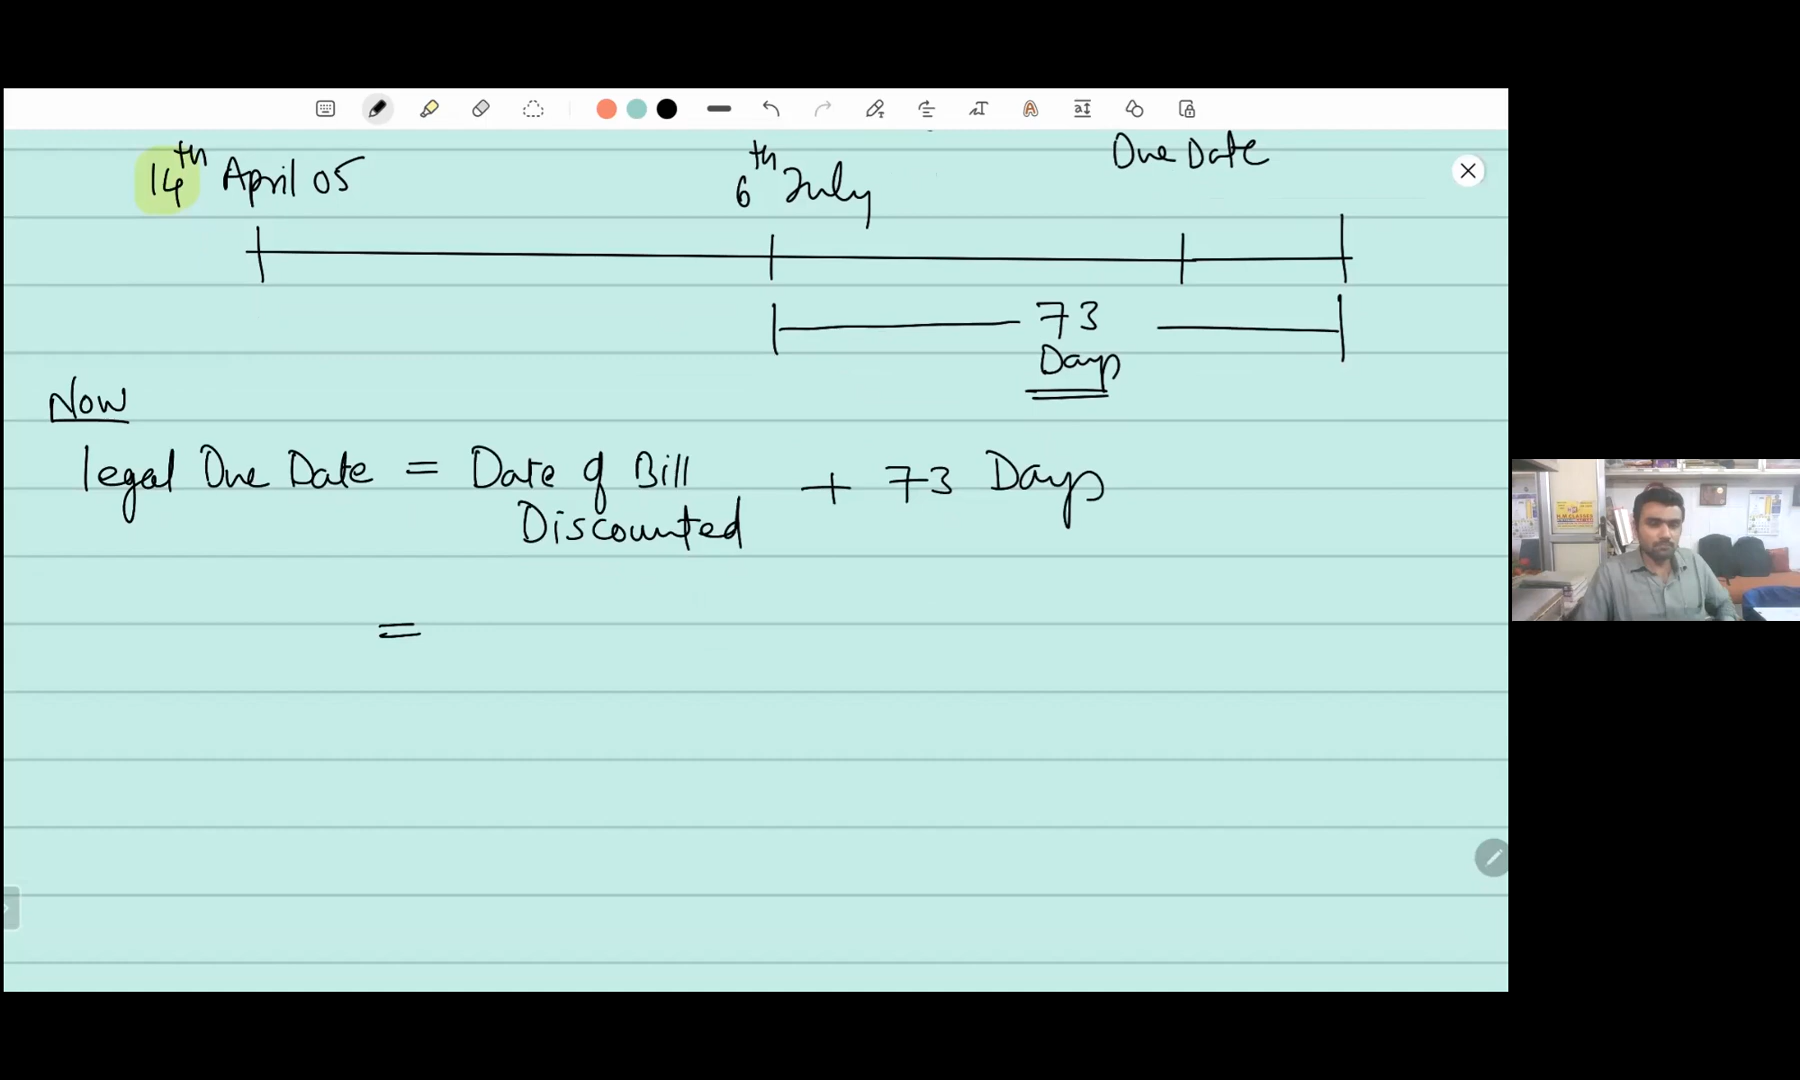 Due Date
14th April 05
6th July
73
Days
Now
legal Due Date = Date of Bill + 73 Days
Discounted
=